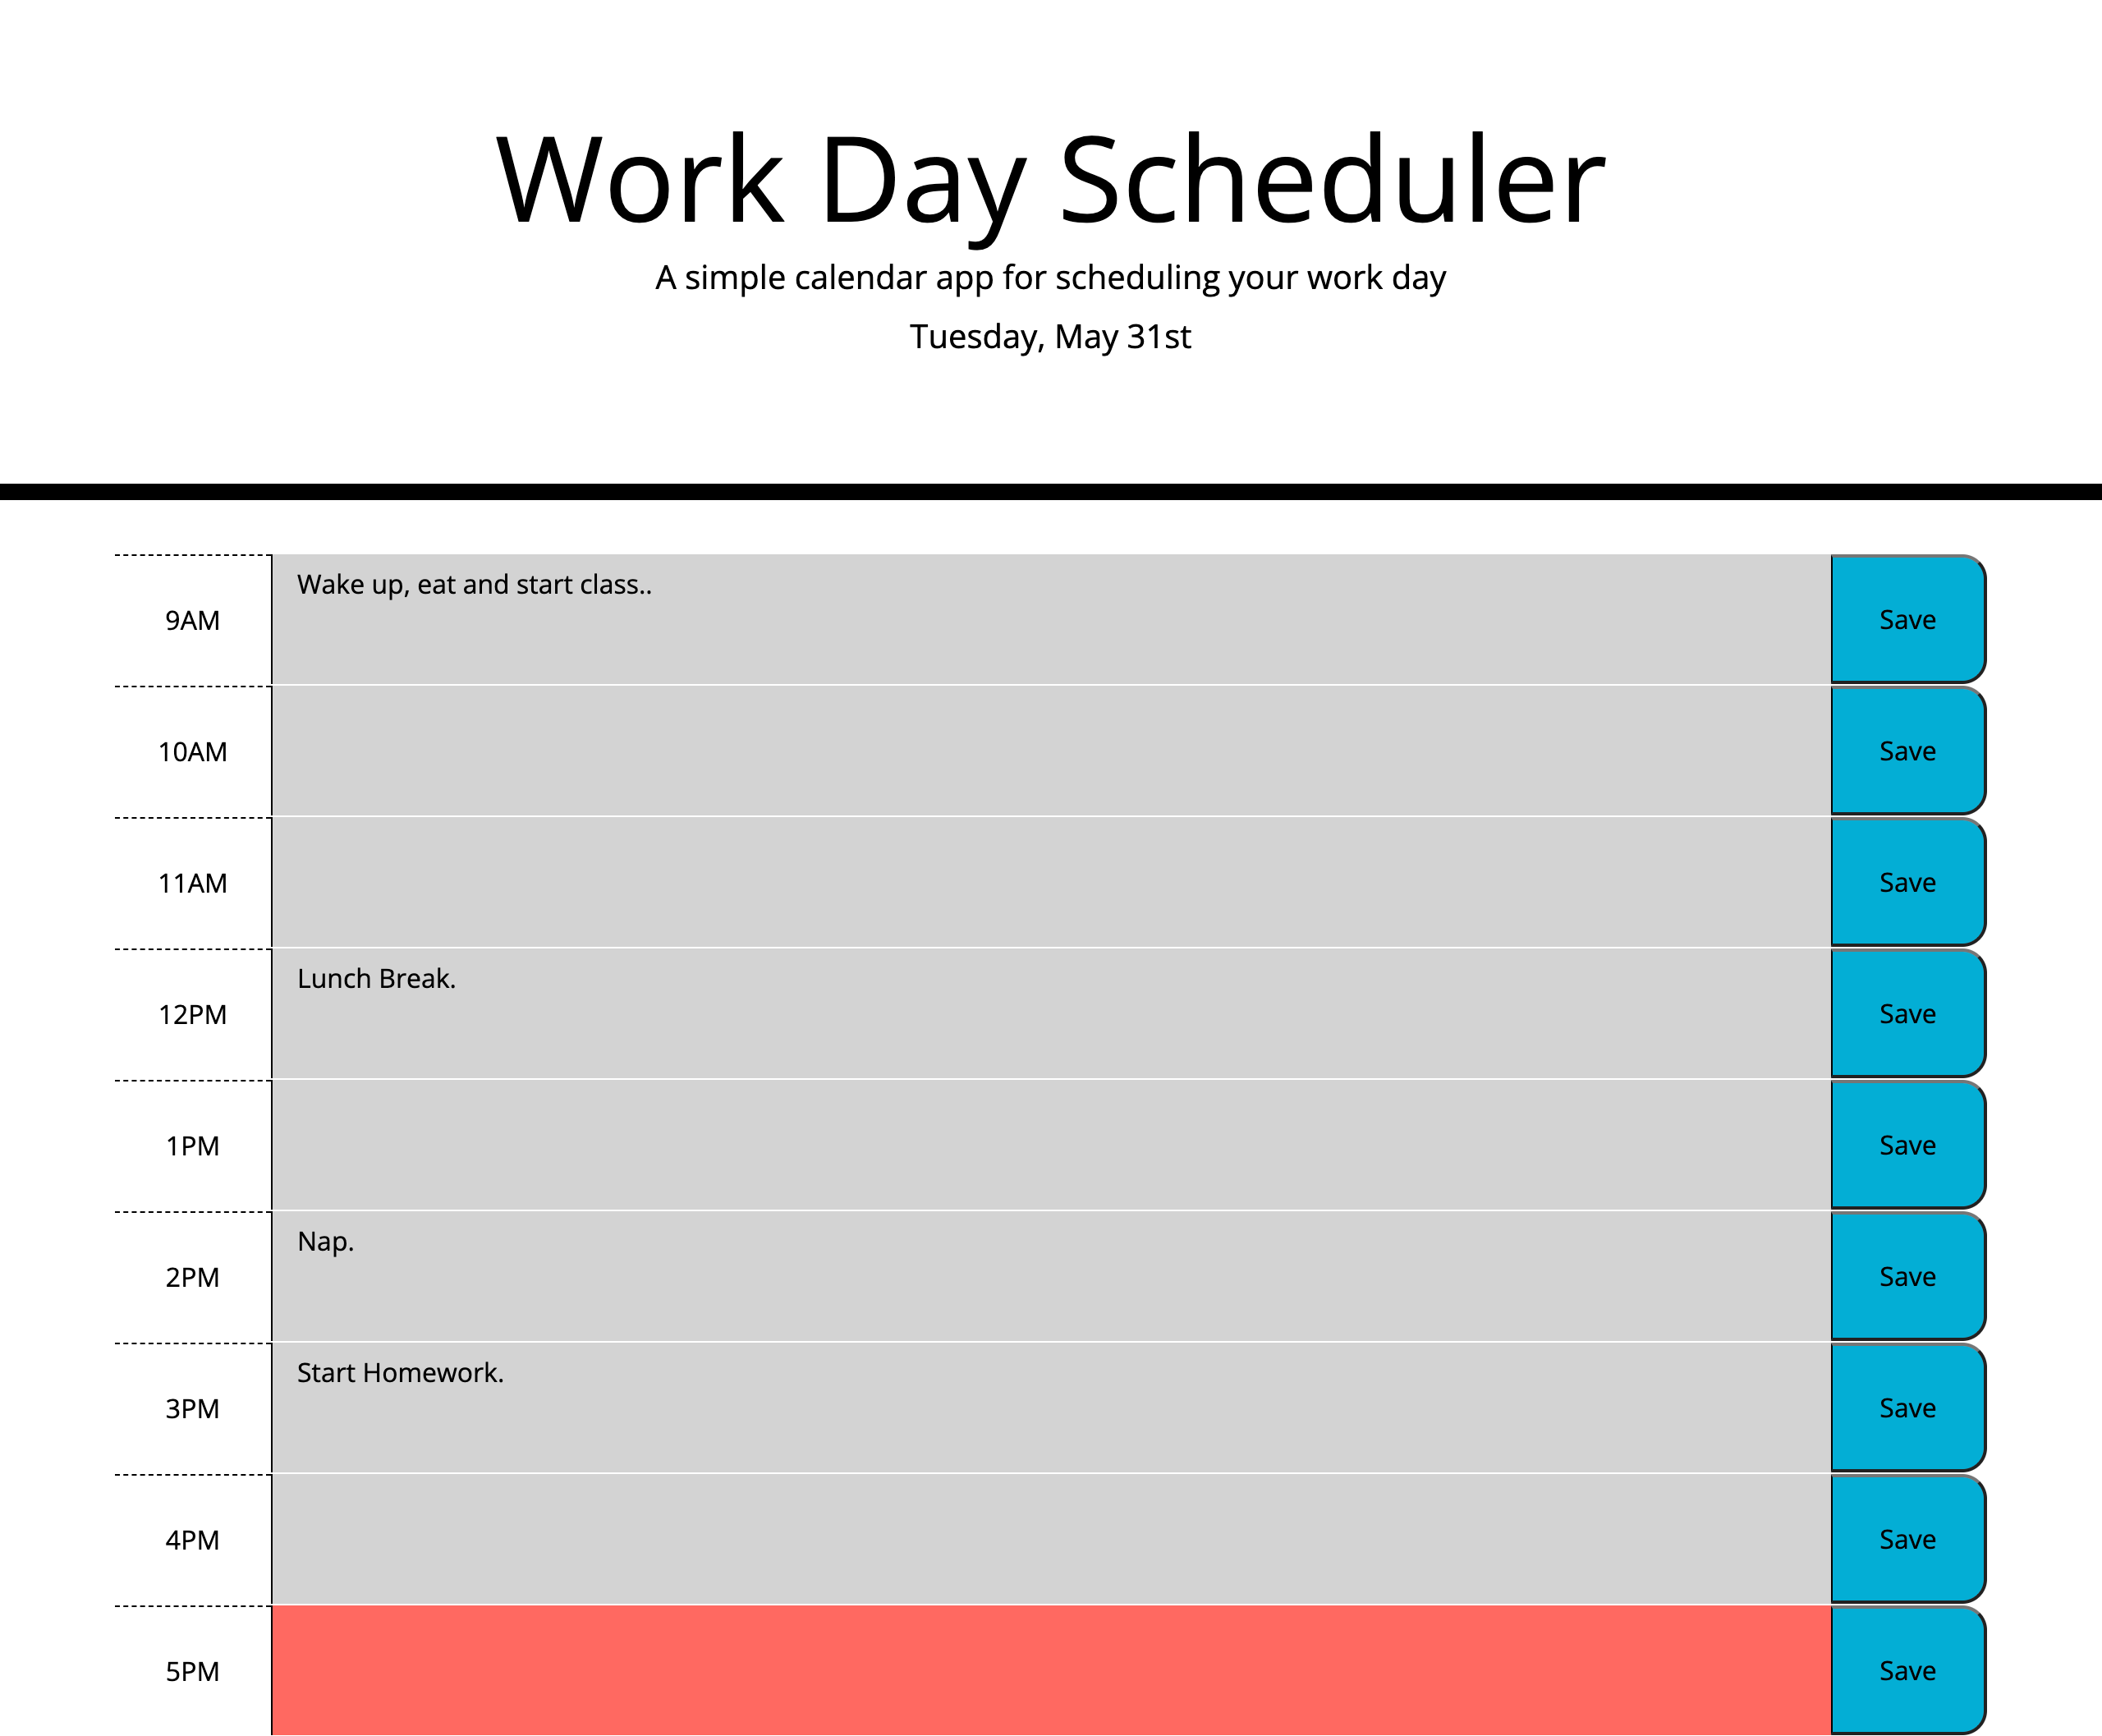 Work Day Scheduler
A simple calendar app for scheduling your work day
Tuesday, May 31st
9AM Wake up, eat and start class.. Save
10AM Save
11AM Save
12PM Lunch Break. Save
1PM Save
2PM Nap. Save
3PM Start Homework. Save
4PM Save
5PM Save